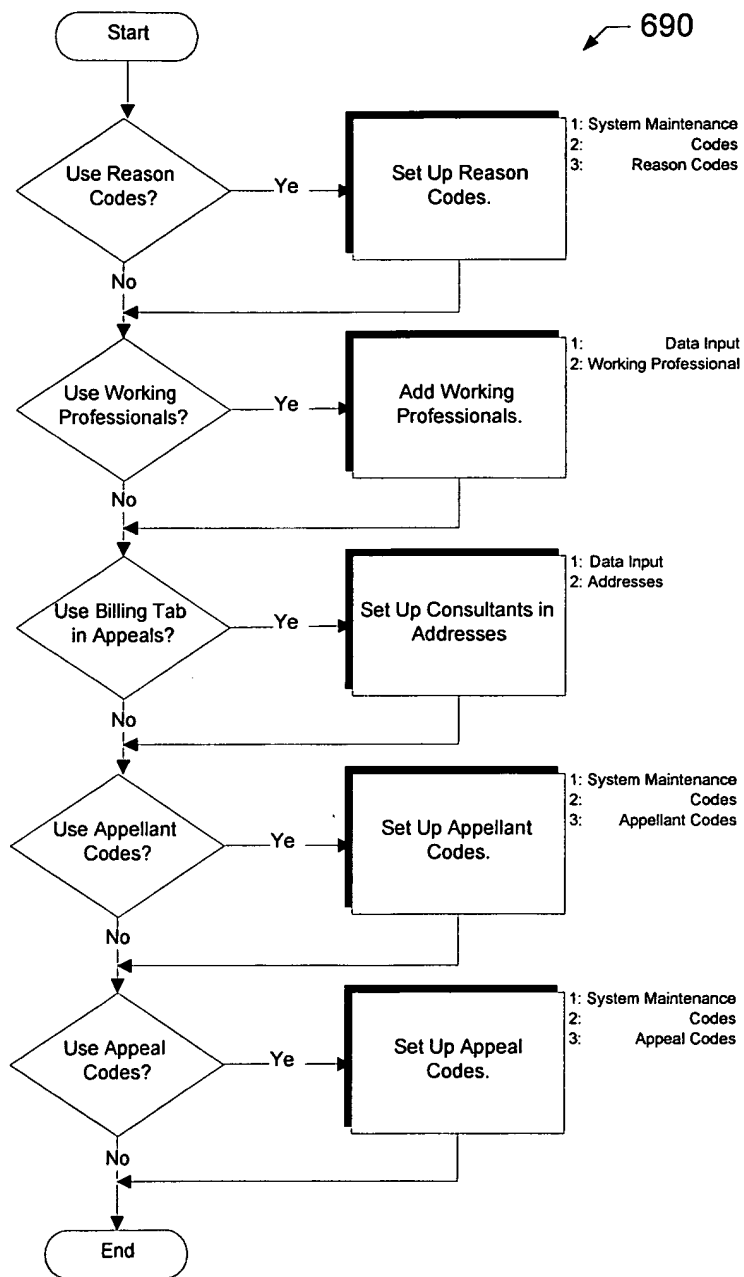 Start
690
Use Reason
Codes?
Ye
Set Up Reason
Codes.
1: System Maintenance
2: Codes
3: Reason Codes
No
Use Working
Professionals?
Ye
Add Working
Professionals.
1: Data Input
2: Working Professional
No
Use Billing Tab
in Appeals?
Ye
Set Up Consultants in
Addresses
1: Data Input
2: Addresses
No
Use Appellant
Codes?
Ye
Set Up Appellant
Codes.
1: System Maintenance
2: Codes
3: Appellant Codes
No
Use Appeal
Codes?
Ye
Set Up Appeal
Codes.
1: System Maintenance
2: Codes
3: Appeal Codes
No
End